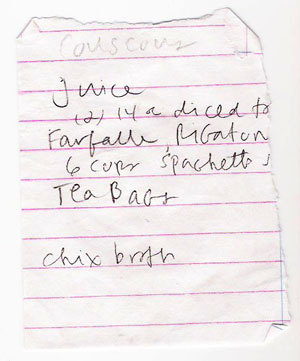 Couscous
Juice
(2) 14 oz diced to
Farfalle, Rigaton
6 cups spaghetti s
Tea Bags
chix broth